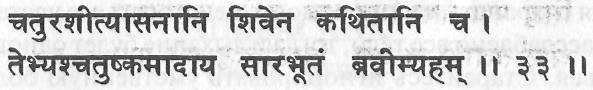 चतुरशीत्यासनानि शिवेन कथितानि च ।
तेभ्यश्चतुष्कमादाय सारभूतं ब्रवीम्यहम् ।। ३३ ।।